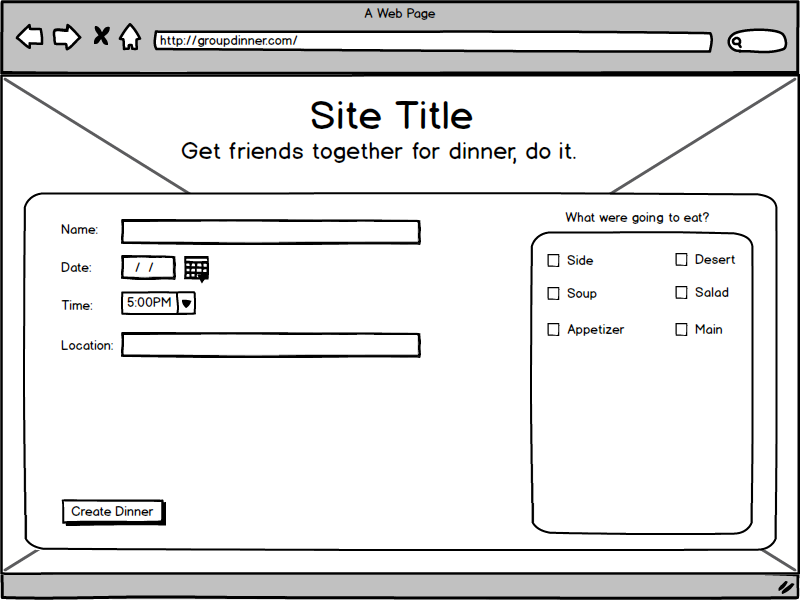 A Web Page
http://groupdinner.com/
Site Title
Get friends together for dinner, do it.
Name:
Date: / /
Time: 5:00PM
Location:
Create Dinner
What were going to eat?
Side Desert
Soup Salad
Appetizer Main